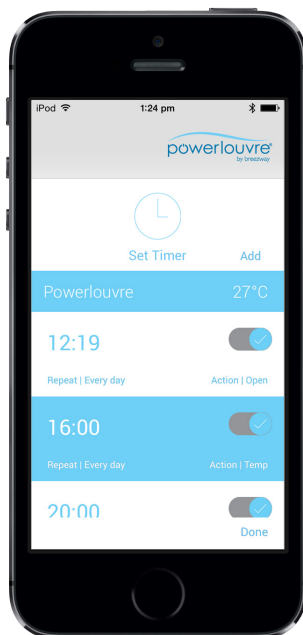 iPod 1:24 pm
powerlouvre®
by breezway
Set Timer Add
Powerlouvre 27°C
12:19
Repeat | Every day Action | Open
16:00
Repeat | Every day Action | Temp
20:00
Done